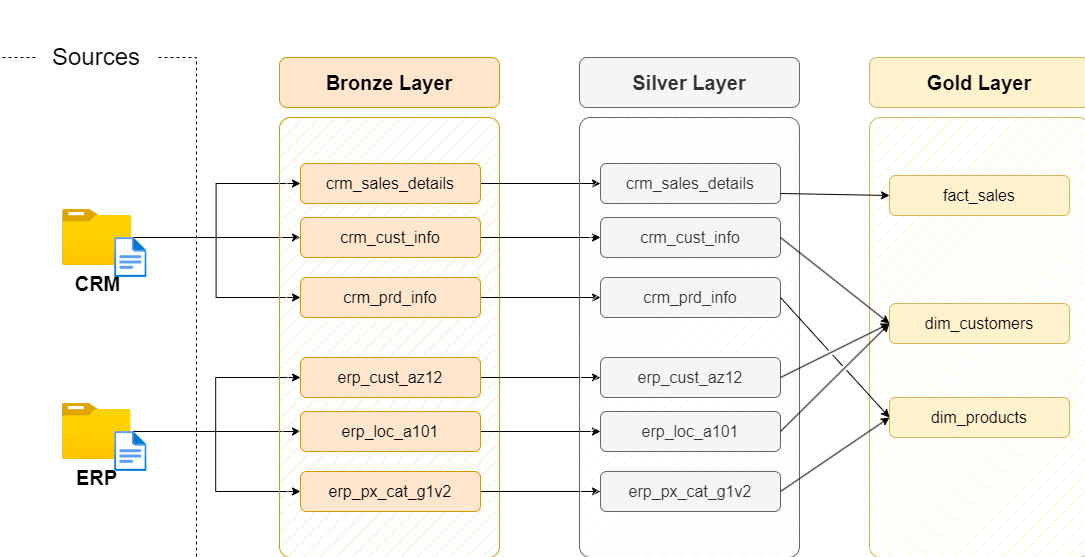 Sources
Bronze Layer
Silver Layer
Gold Layer
crm_sales_details
crm_sales_details
fact_sales
crm_cust_info
crm_cust_info
CRM
crm_prd_info
crm_prd_info
dim_customers
erp_cust_az12
erp_cust_az12
dim_products
erp_loc_a101
erp_loc_a101
ERP
erp_px_cat_g1v2
erp_px_cat_g1v2